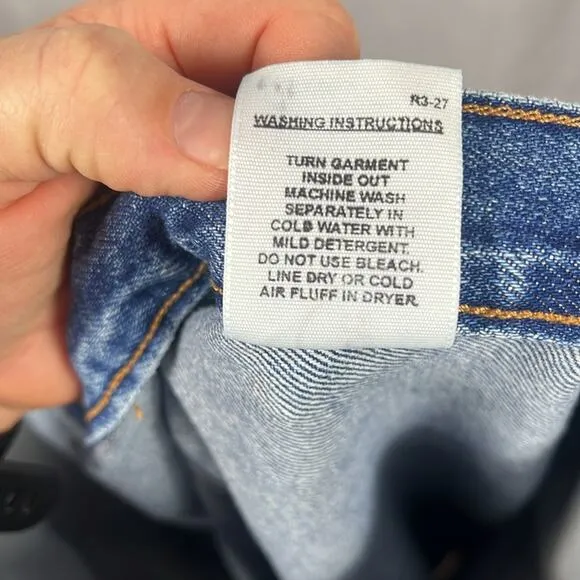 R3-27
WASHING INSTRUCTIONS
TURN GARMENT
INSIDE OUT
MACHINE WASH
SEPARATELY IN
COLD WATER WITH
MILD DETERGENT.
DO NOT USE BLEACH.
LINE DRY OR COLD
AIR FLUFF IN DRYER.